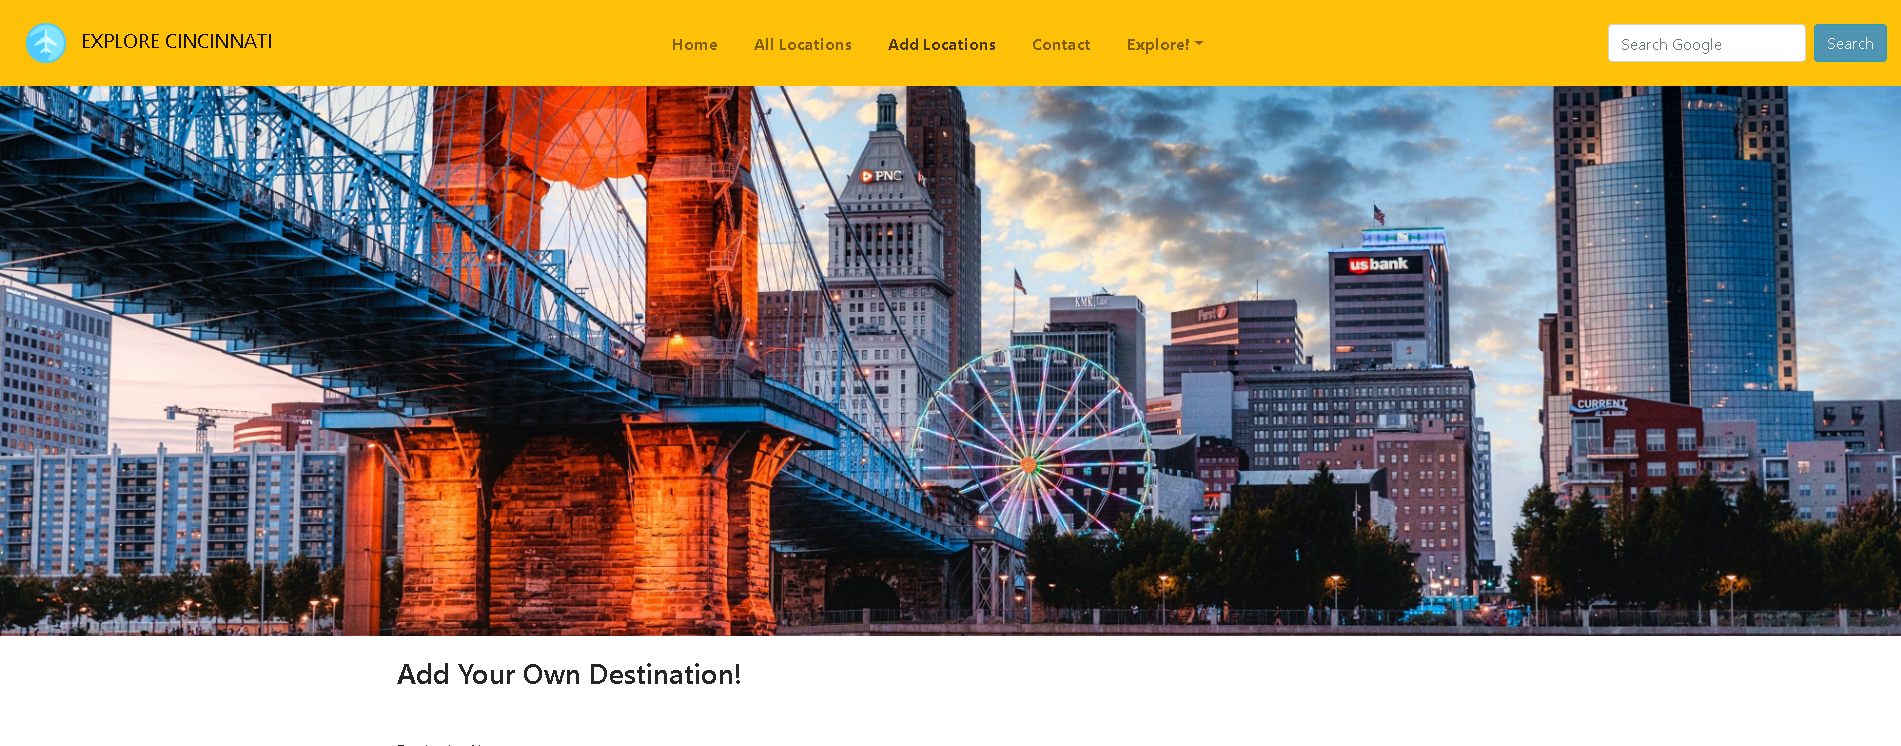 EXPLORE CINCINNATI
Home
All Locations
Add Locations
Contact
Explore!
Search Google
Search
PNC
usbank
KMK Law
First
CURRENT
Add Your Own Destination!